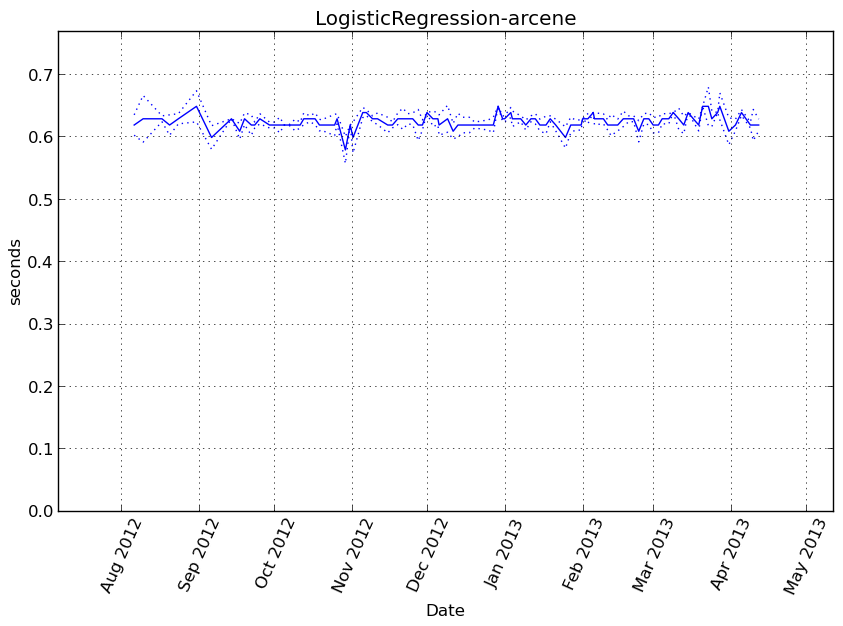 LogisticRegression-arcene
0.7
0.6
0.5
0.4
0.3
0.2
0.1
0.0
seconds
Aug 2012
Sep 2012
Oct 2012
Nov 2012
Dec 2012
Jan 2013
Feb 2013
Mar 2013
Apr 2013
May 2013
Date